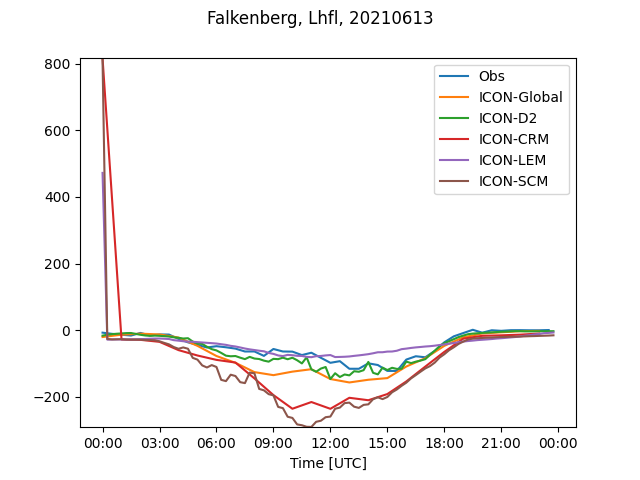 Falkenberg, Lhfl, 20210613
800
600
400
200
0
−200
Obs
ICON-Global
ICON-D2
ICON-CRM
ICON-LEM
ICON-SCM
00:00 03:00 06:00 09:00 12:00 15:00 18:00 21:00 00:00
Time [UTC]